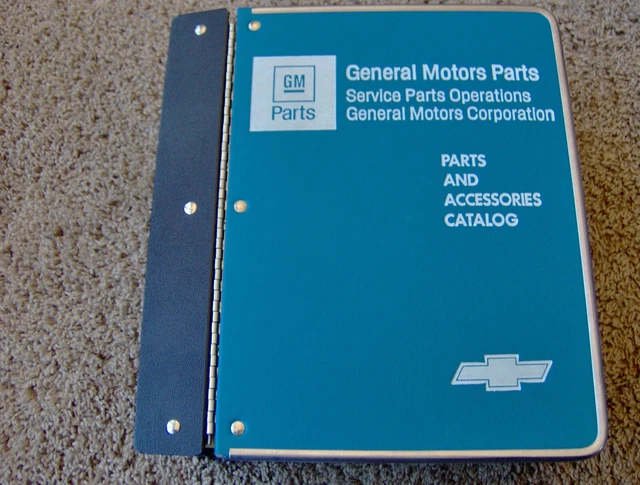 GM
Parts
General Motors Parts
Service Parts Operations
General Motors Corporation
PARTS
AND
ACCESSORIES
CATALOG